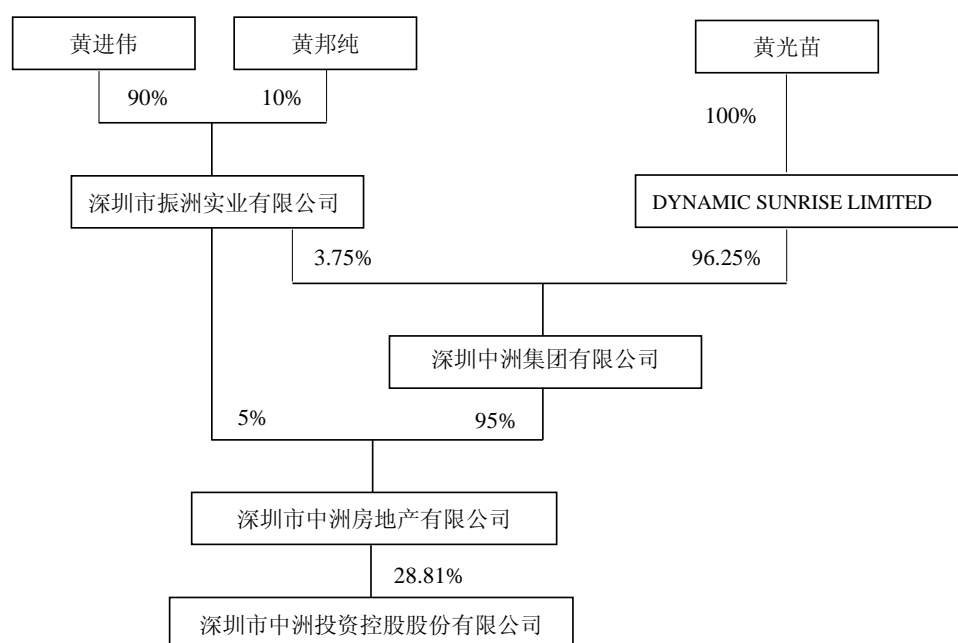 黄进伟
黄邦纯
黄光苗
90%
10%
100%
深圳市振洲实业有限公司
DYNAMIC SUNRISE LIMITED
3.75%
96.25%
深圳中洲集团有限公司
5%
95%
深圳市中洲房地产有限公司
28.81%
深圳市中洲投资控股股份有限公司